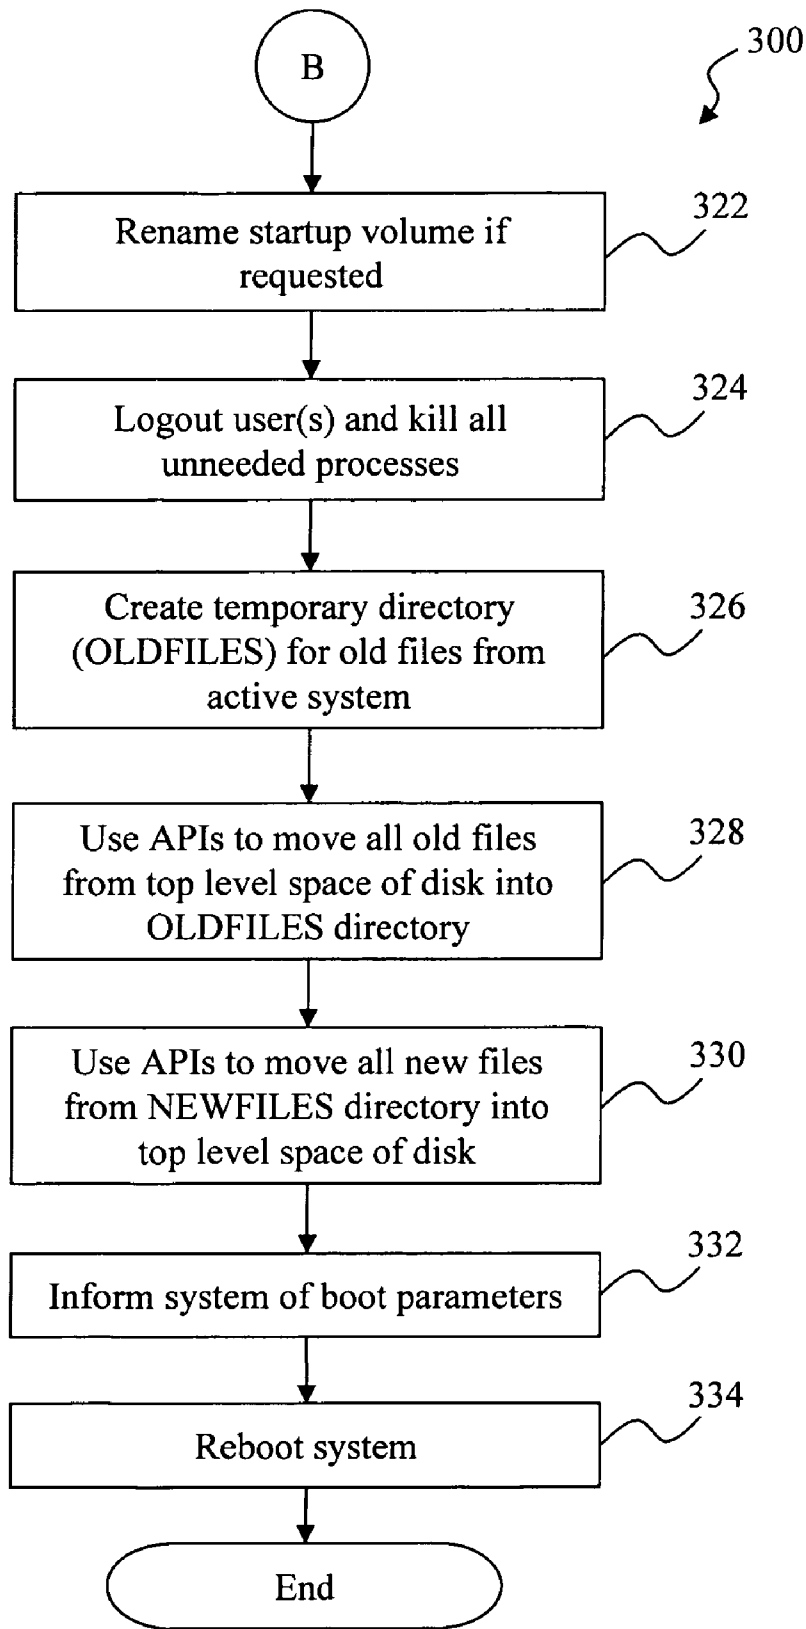 B
300
Rename startup volume if
requested
322
Logout user(s) and kill all
unneeded processes
324
Create temporary directory
(OLDFILES) for old files from
active system
326
Use APIs to move all old files
from top level space of disk into
OLDFILES directory
328
Use APIs to move all new files
from NEWFILES directory into
top level space of disk
330
Inform system of boot parameters
332
Reboot system
334
End